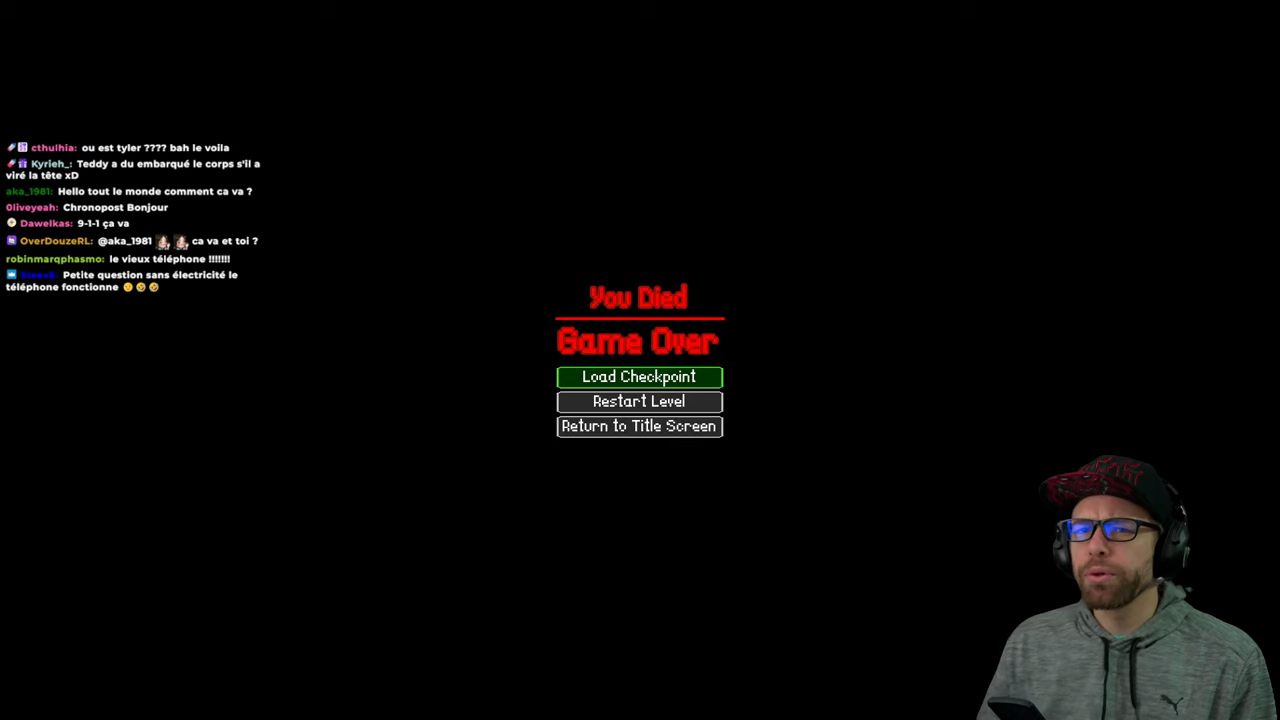 cthulhia: ou est tyler ???? bah le voila
Kyrieh_: Teddy a du embarqué le corps s'il a
viré la tête xD
aka_1981: Hello tout le monde comment ca va ?
0liveyeah: Chronopost Bonjour
Dawelkas: 9-1-1 ça va
OverDouzeRL: @aka_1981 ca va et toi ?
robinmarqphasmo: le vieux téléphone !!!!!!!
Petite question sans électricité le
téléphone fonctionne
You Died
Game Over
Load Checkpoint
Restart Level
Return to Title Screen